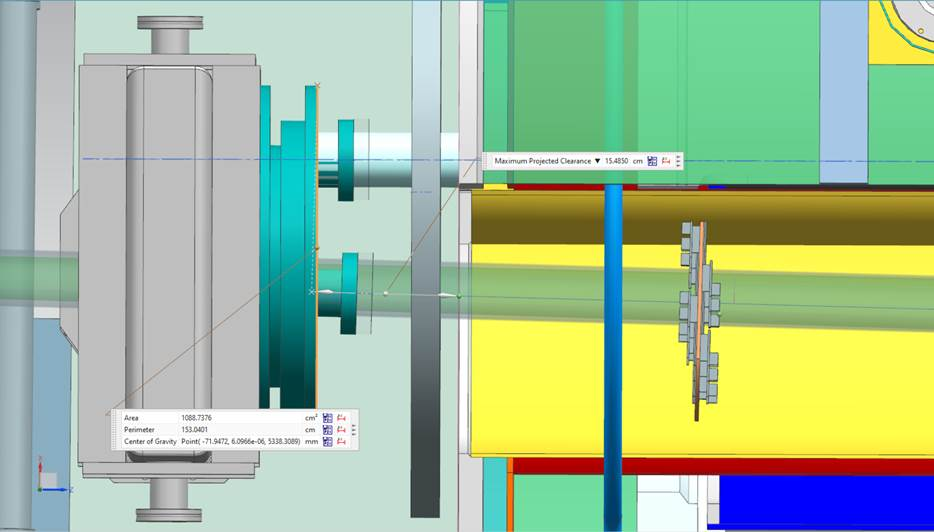 Maximum Projected Clearance ▼ 15.4850 cm
Area 1088.7376 cm²
Perimeter 153.0401 cm
Center of Gravity Point( -71.9472, 6.0966e-06, 5338.3089) mm